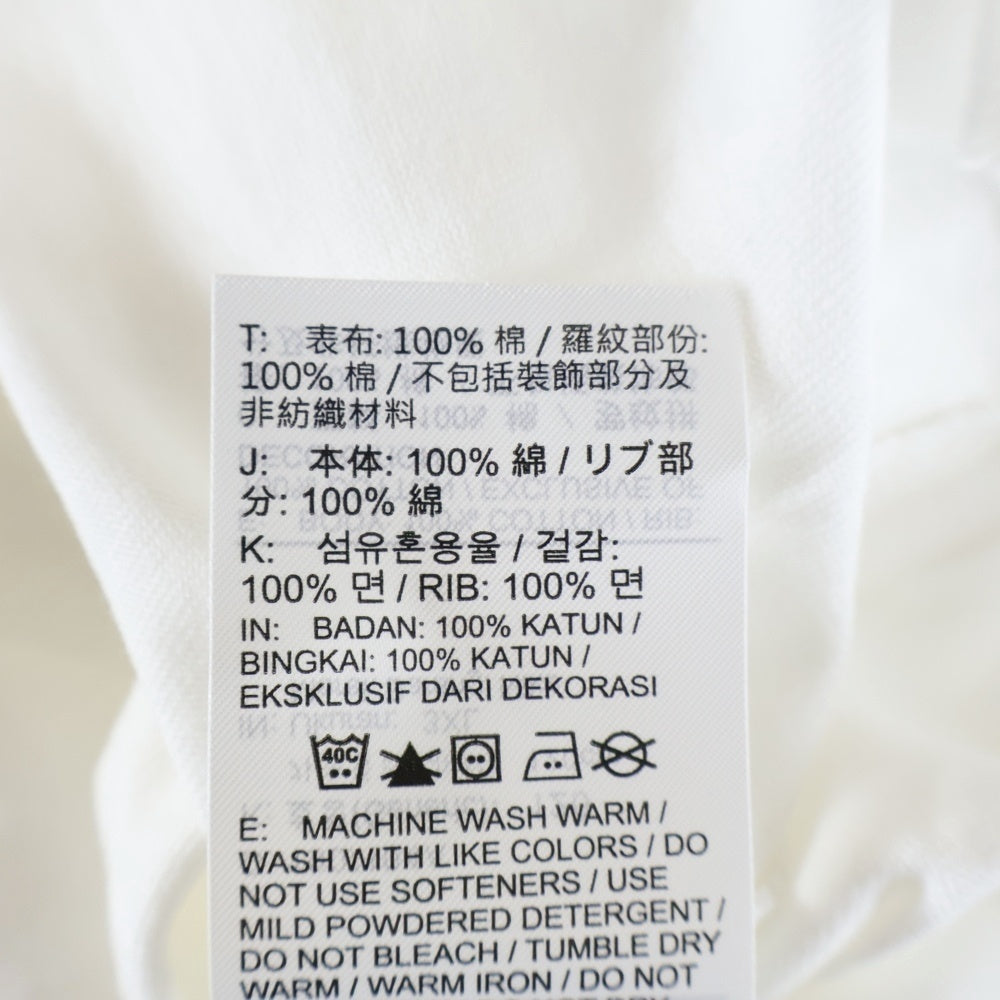 T: 表布: 100% 棉 / 羅紋部份:
100% 棉 / 不包括裝飾部分及
非紡織材料
J: 本体: 100% 綿 / リブ部
分: 100% 綿
K: 섬유혼용율 / 겉감:
100% 면 / RIB: 100% 면
IN: BADAN: 100% KATUN /
BINGKAI: 100% KATUN /
EKSKLUSIF DARI DEKORASI
40C
E: MACHINE WASH WARM /
WASH WITH LIKE COLORS / DO
NOT USE SOFTENERS / USE
MILD POWDERED DETERGENT /
DO NOT BLEACH / TUMBLE DRY
WARM / WARM IRON / DO NOT